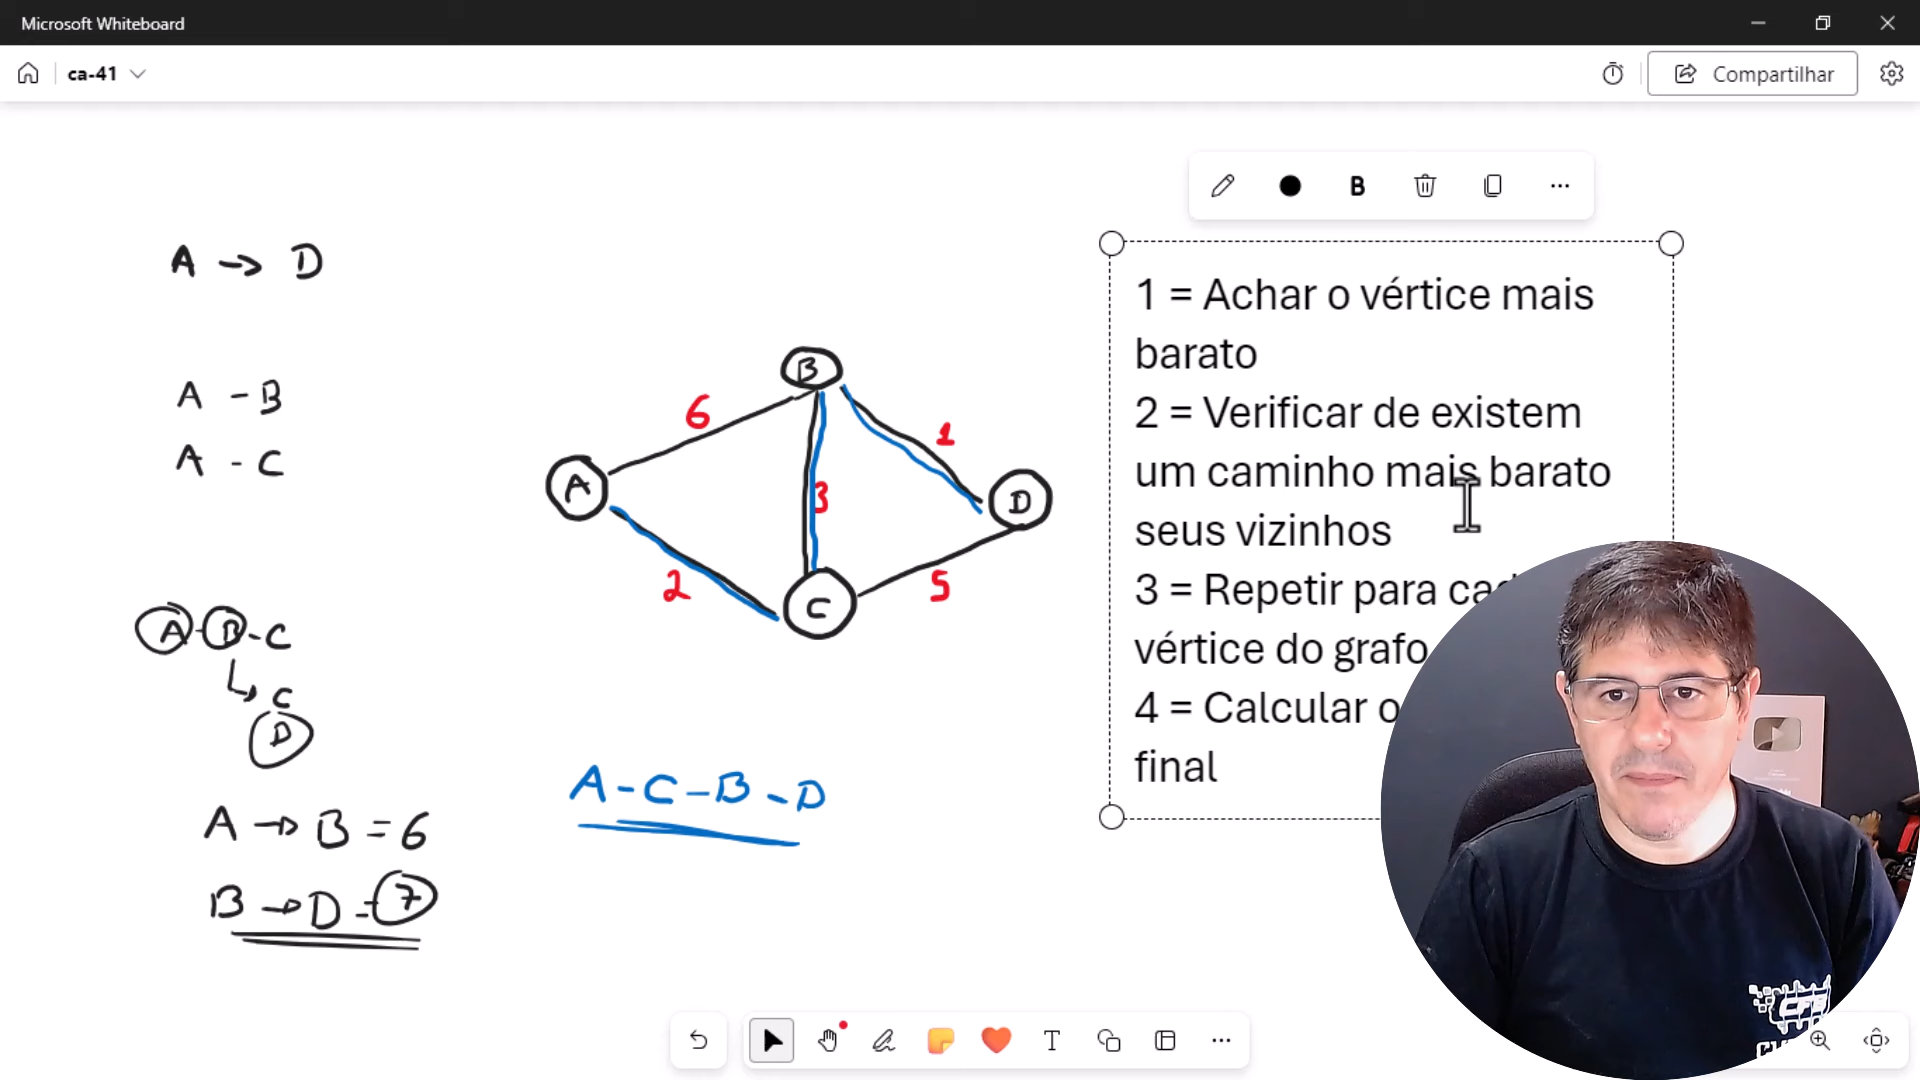 Microsoft Whiteboard
ca-41
Compartilhar
B
A → D
A - B
A - C
A - B - C
C
D
A → B = 6
B → D = 7
B
6
1
A
3
D
2
C
5
A - C - B - D
1 = Achar o vértice mais
barato
2 = Verificar de existem
um caminho mais barato
seus vizinhos
3 = Repetir para
vértice do grafo
4 = Calcular o
final
T
CFB